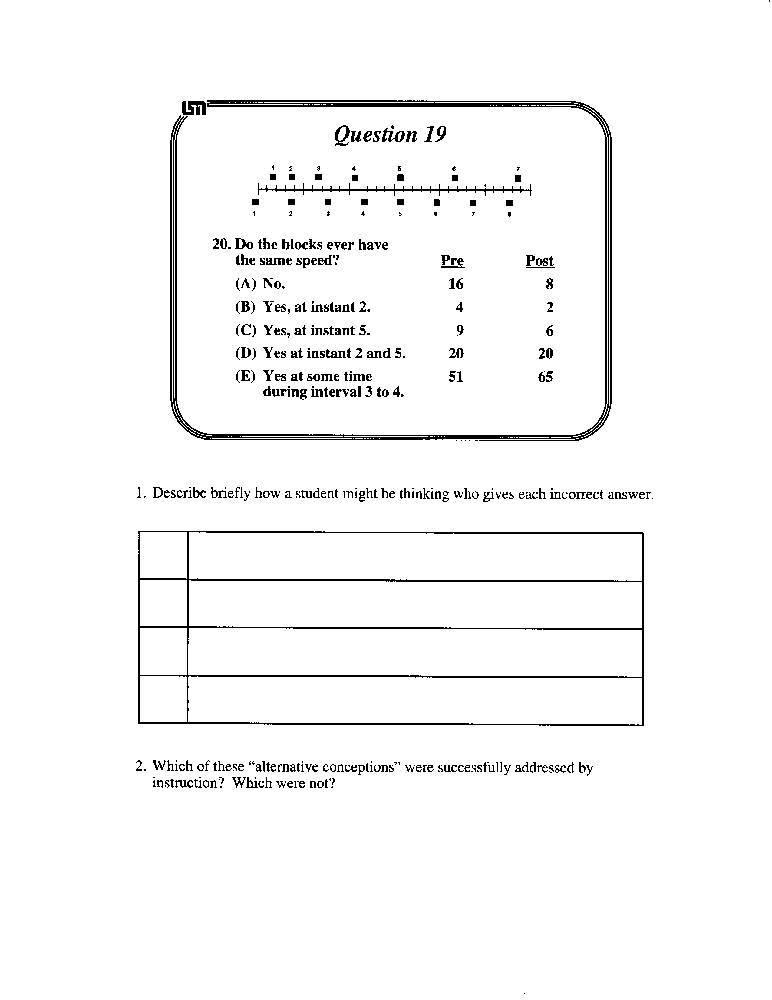 Question 19
1 2 3 4 5 6 7
1 2 3 4 5 6 7 8
20. Do the blocks ever have
the same speed? Pre Post
(A) No. 16 8
(B) Yes, at instant 2. 4 2
(C) Yes, at instant 5. 9 6
(D) Yes at instant 2 and 5. 20 20
(E) Yes at some time 51 65
during interval 3 to 4.
1. Describe briefly how a student might be thinking who gives each incorrect answer.
2. Which of these “alternative conceptions” were successfully addressed by
instruction? Which were not?